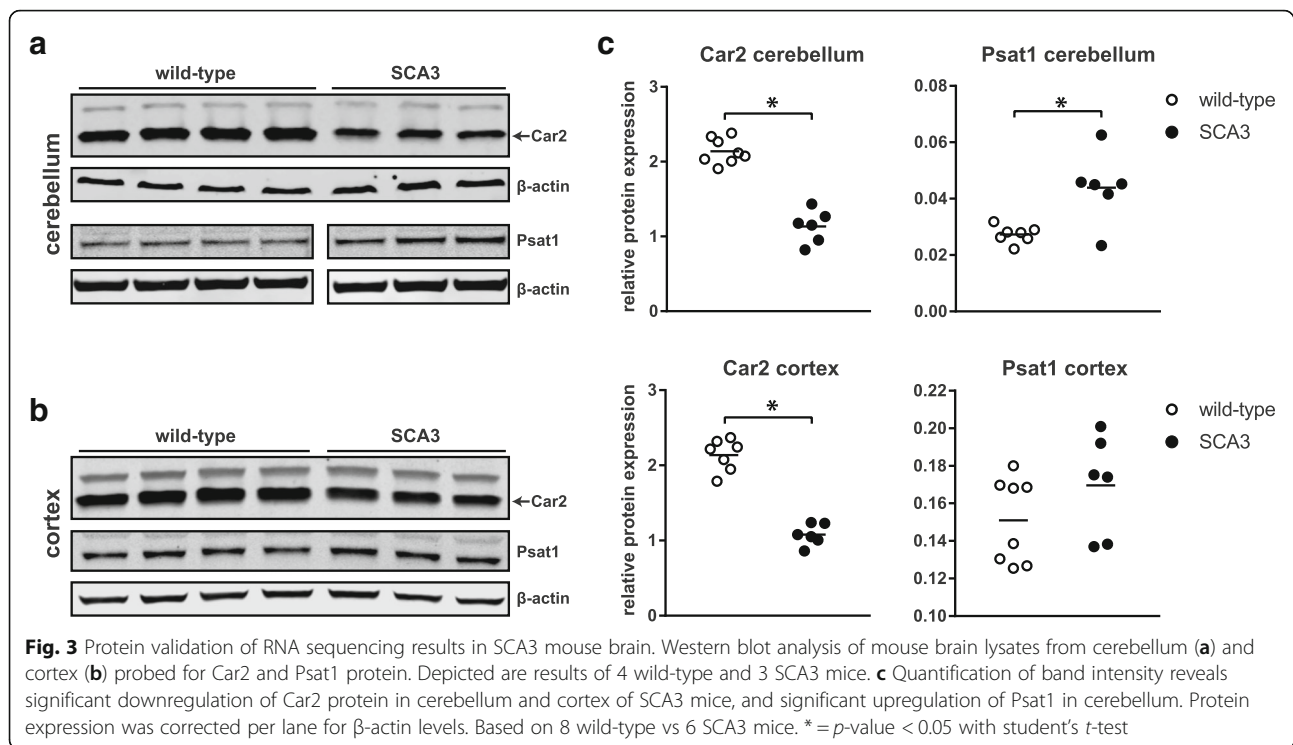 a
wild-type SCA3
cerebellum
←Car2
β-actin
Psat1
β-actin
b
wild-type SCA3
cortex
←Car2
Psat1
β-actin
c
Car2 cerebellum
relative protein expression
3
2
1
0
*
Psat1 cerebellum
0.08
0.06
0.04
0.02
0.00
*
wild-type
SCA3
Car2 cortex
relative protein expression
3
2
1
0
*
Psat1 cortex
0.22
0.20
0.18
0.16
0.14
0.12
0.10
wild-type
SCA3
Fig. 3 Protein validation of RNA sequencing results in SCA3 mouse brain. Western blot analysis of mouse brain lysates from cerebellum (a) and
cortex (b) probed for Car2 and Psat1 protein. Depicted are results of 4 wild-type and 3 SCA3 mice. c Quantification of band intensity reveals
significant downregulation of Car2 protein in cerebellum and cortex of SCA3 mice, and significant upregulation of Psat1 in cerebellum. Protein
expression was corrected per lane for β-actin levels. Based on 8 wild-type vs 6 SCA3 mice. * = p-value < 0.05 with student's t-test